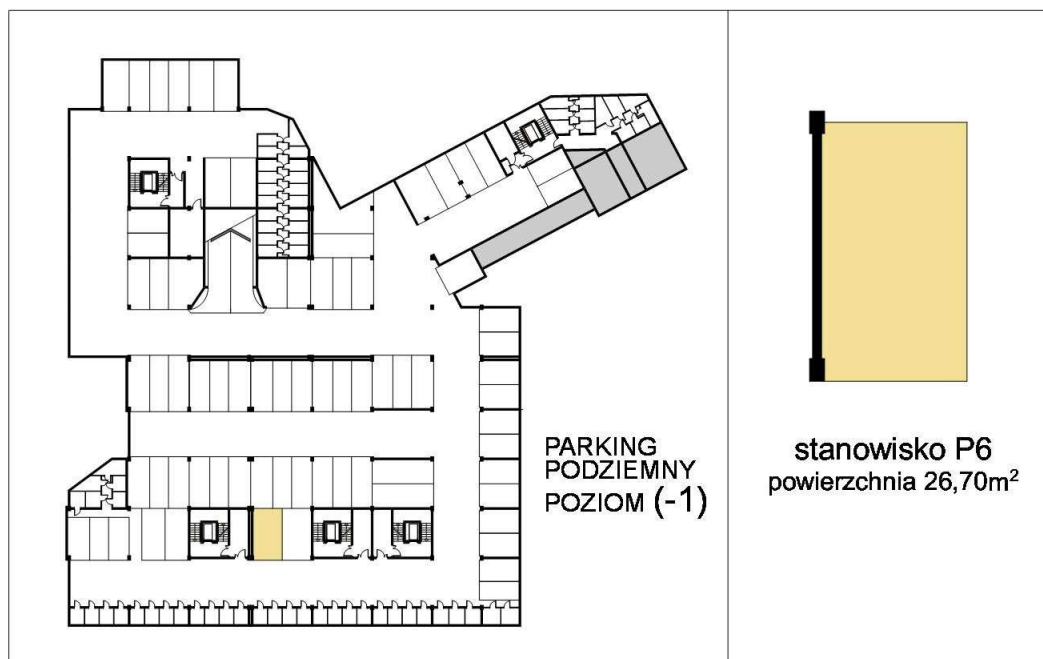 PARKING
PODZIEMNY
POZIOM (-1)
stanowisko P6
powierzchnia 26,70m²